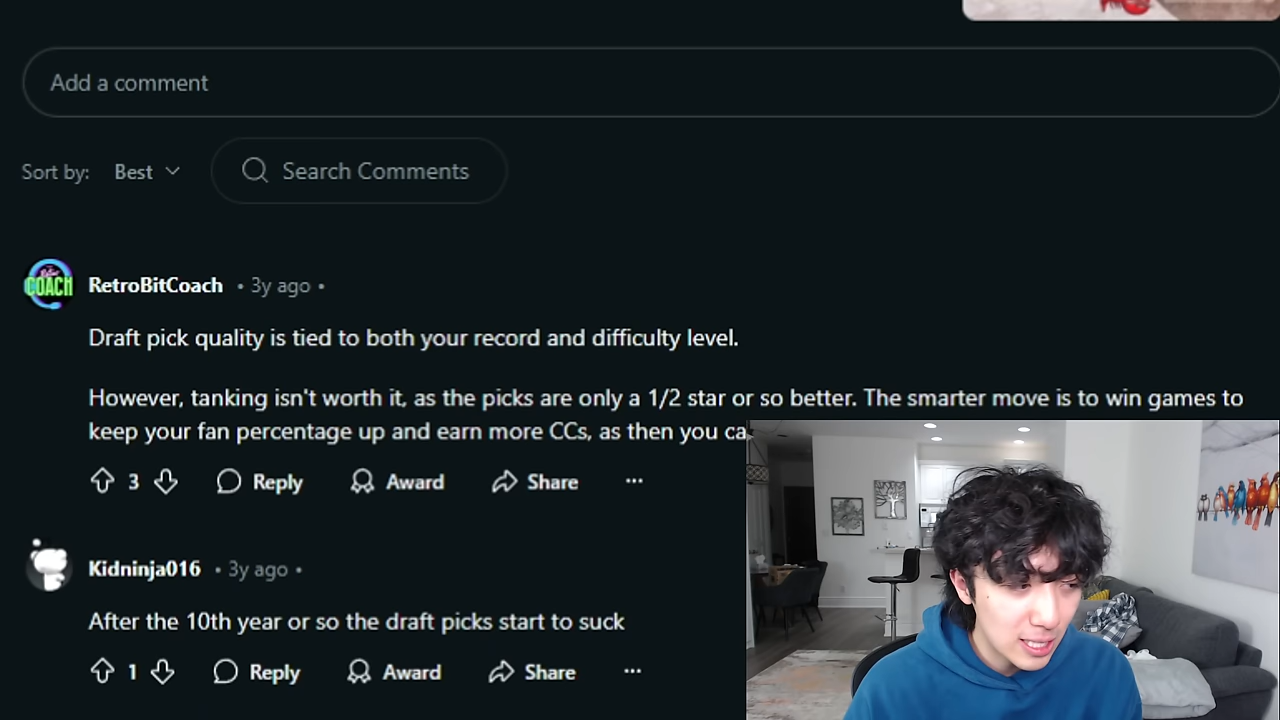 Add a comment
Sort by: Best
Search Comments
COACH
RetroBitCoach • 3y ago •
Draft pick quality is tied to both your record and difficulty level.
However, tanking isn't worth it, as the picks are only a 1/2 star or so better. The smarter move is to win games to
keep your fan percentage up and earn more CCs, as then you ca
3 Reply Award Share ...
Kidninja016 • 3y ago •
After the 10th year or so the draft picks start to suck
1 Reply Award Share ...